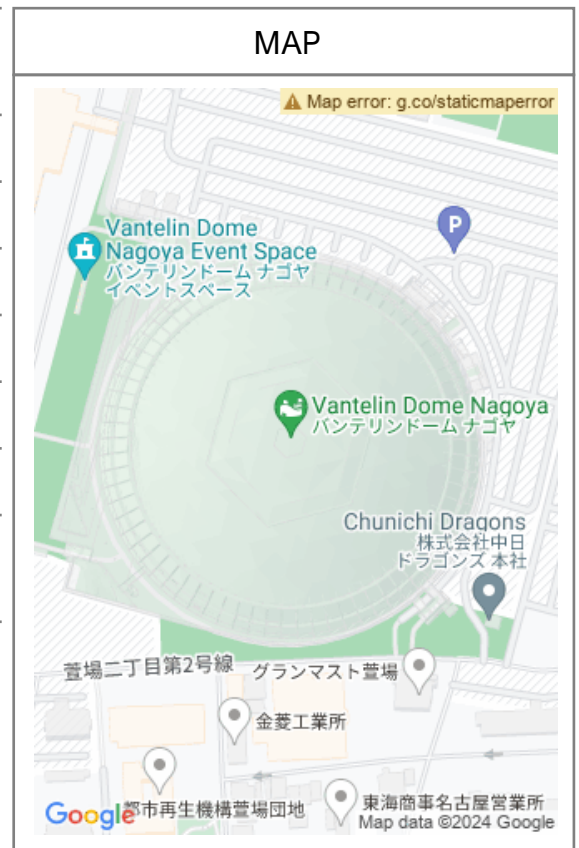 MAP
Map error: g.co/staticmaperror
P
Vantelin Dome
Nagoya Event Space
バンテリンドーム ナゴヤ
イベントスペース
Vantelin Dome Nagoya
バンテリンドーム ナゴヤ
Chunichi Dragons
株式会社中日
ドラゴンズ 本社
萱場二丁目第2号線
グランマスト萱場
金菱工業所
都市再生機構萱場団地
東海商事名古屋営業所
Google
Map data ©2024 Google